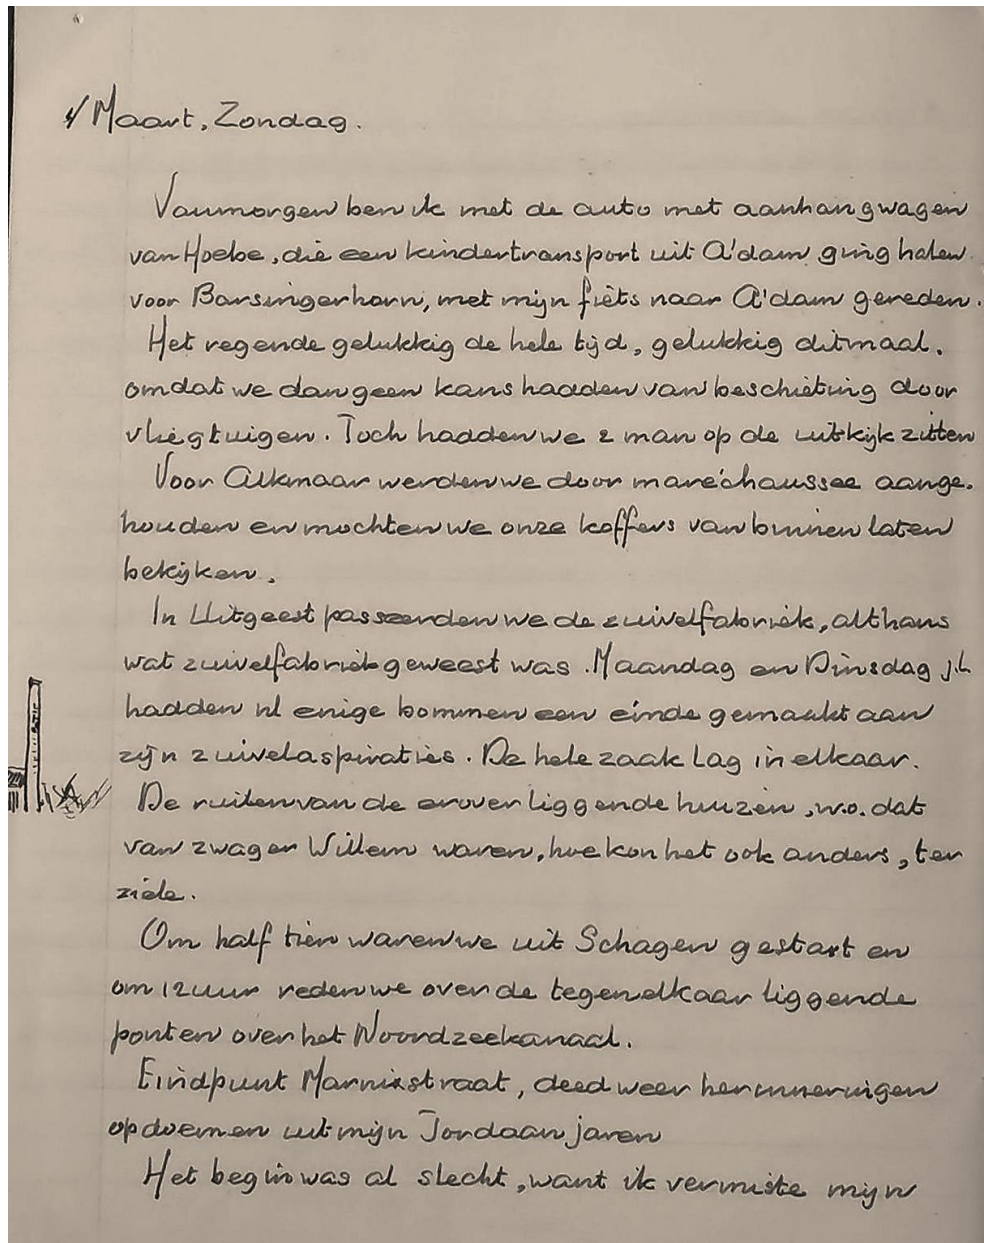 4 Maart, Zondag.
Vanmorgen ben ik met de auto met aanhangwagen
van Hoebe, die een kindertransport uit A'dam ging halen
voor Barsingerhorn, met mijn fiets naar A'dam gereden.
Het regende gelukkig de hele tijd, gelukkig ditmaal,
omdat we dan geen kans hadden van beschieting door
vliegtuigen. Toch hadden we 2 man op de uitkijk zitten
Voor Alkmaar werden we door maréchaussee aange-
houden en mochten we onze koffers van binnen laten
bekijken.
In Uitgeest passeerden we de zuivelfabriek, althans
wat zuivelfabriek geweest was. Maandag en Dinsdag j.l.
hadden nl enige bommen een einde gemaakt aan
zijn zuivelaspiraties. De hele zaak lag in elkaar.
De ruiten van de erover liggende huizen, w.o. dat
van zwager Willem waren, hoe kon het ook anders, ter
ziele.
Om half tien waren we uit Schagen gestart en
om 12 uur reden we over de tegen elkaar liggende
ponten over het Noordzeekanaal.
Eindpunt Marnixstraat, deed weer herinneringen
opdoemen uit mijn Jordaan jaren
Het begin was al slecht, want ik vermiste mijn